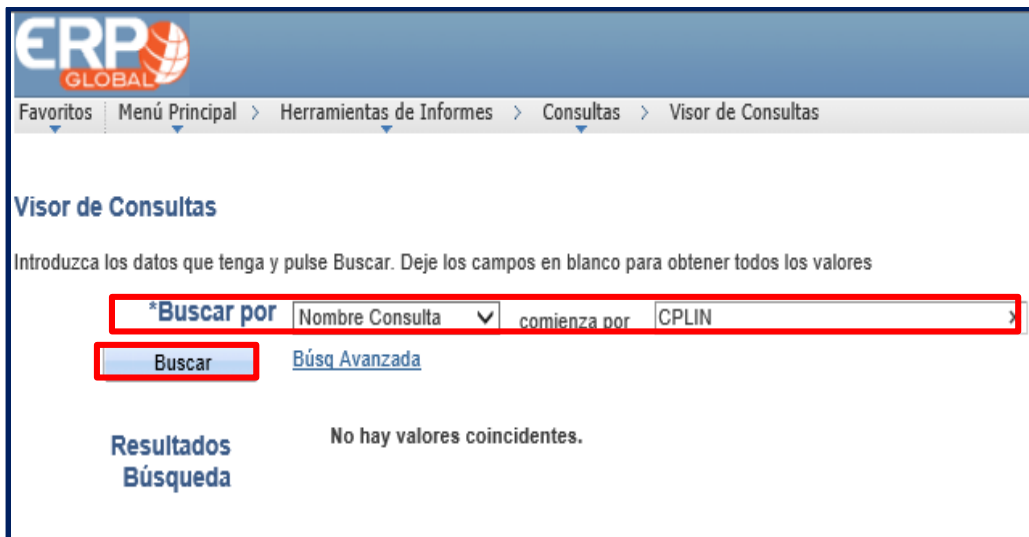 ERP
GLOBAL
Favoritos Menú Principal > Herramientas de Informes > Consultas > Visor de Consultas
Visor de Consultas
Introduzca los datos que tenga y pulse Buscar. Deje los campos en blanco para obtener todos los valores
*Buscar por Nombre Consulta comienza por CPLIN x
Buscar Búsq Avanzada
No hay valores coincidentes.
Resultados
Búsqueda